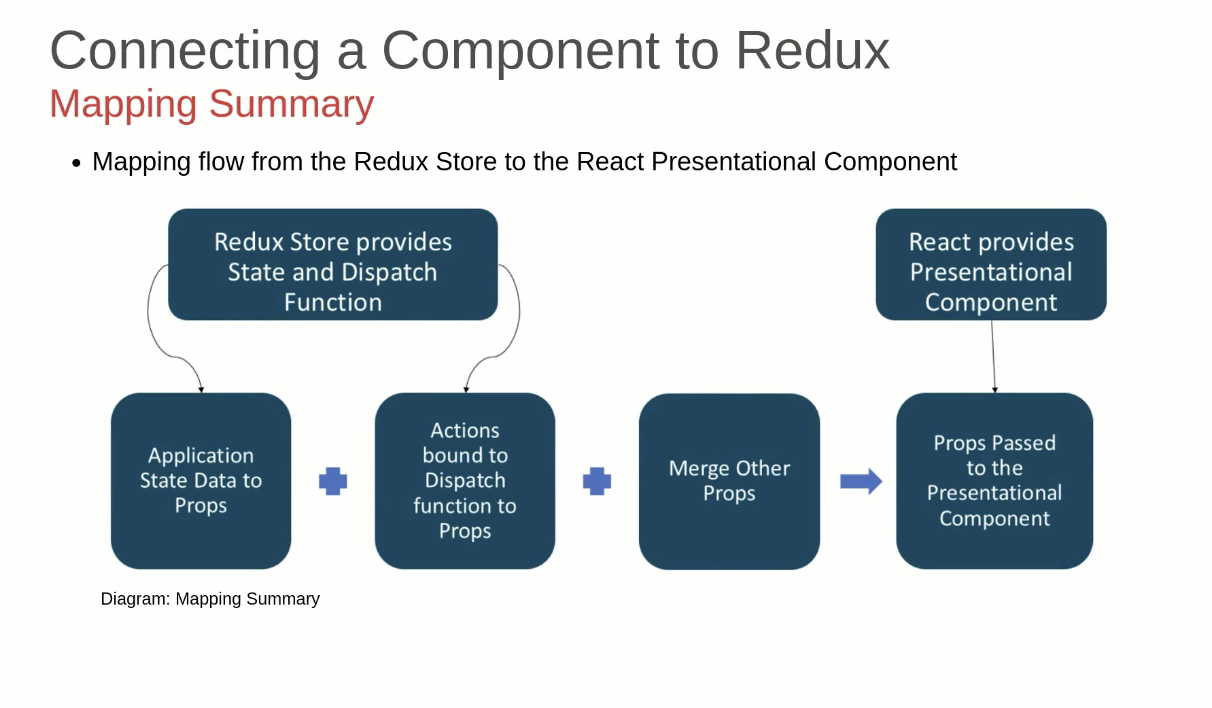 Connecting a Component to Redux
Mapping Summary
• Mapping flow from the Redux Store to the React Presentational Component
Redux Store provides
State and Dispatch
Function
React provides
Presentational
Component
Application
State Data to
Props
Actions
bound to
Dispatch
function to
Props
Merge Other
Props
Props Passed
to the
Presentational
Component
Diagram: Mapping Summary